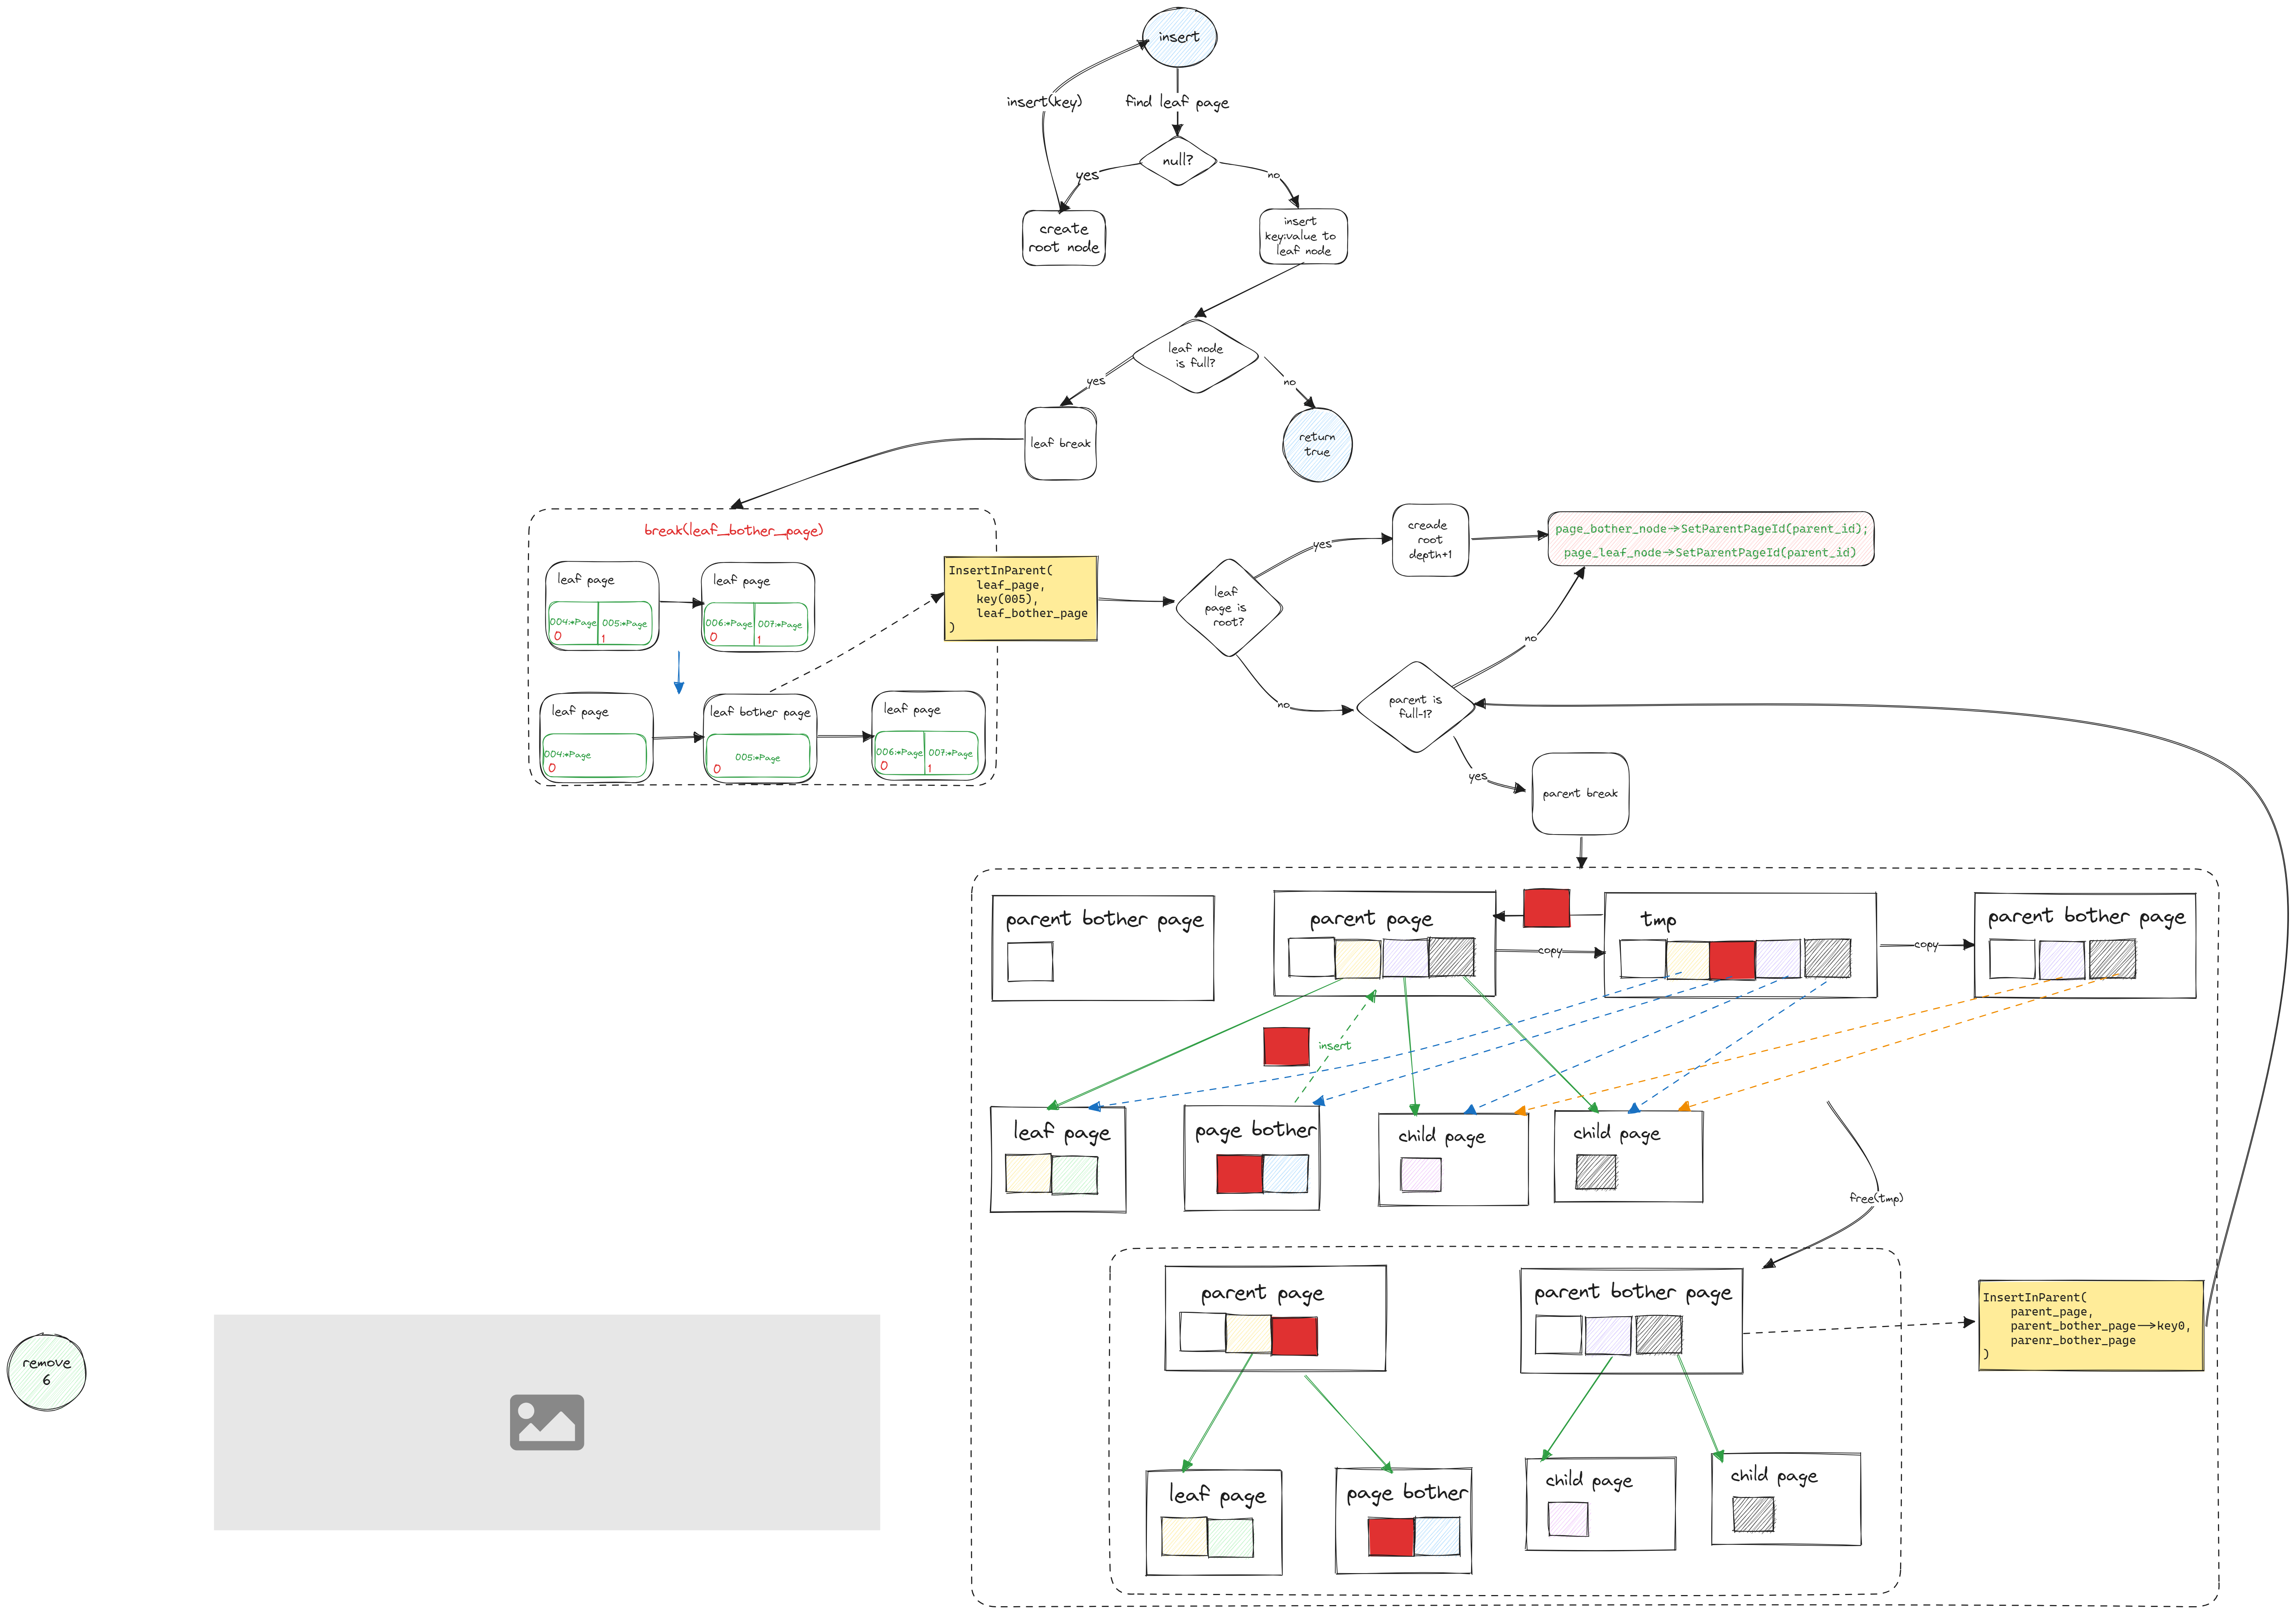 insert
insert(key)
find leaf page
null?
yes
no
create
root node
insert
key:value to
leaf node
leaf node
is full?
yes
no
leaf break
return
true
break(leaf_bother_page)
leaf page
004:*Page
0
005:*Page
1
leaf page
006:*Page
0
007:*Page
1
leaf page
004:*Page
0
leaf bother page
005:*Page
0
leaf page
006:*Page
0
007:*Page
1
InsertInParent(
leaf_page,
key(005),
leaf_bother_page
)
leaf
page is
root?
yes
no
creade
root
depth+1
page_bother_node->SetParentPageId(parent_id);
page_leaf_node->SetParentPageId(parent_id)
parent is
full-1?
no
yes
parent break
parent bother page
parent page
copy
tmp
copy
parent bother page
insert
leaf page
page bother
child page
child page
free(tmp)
parent page
parent bother page
InsertInParent(
parent_page,
parent_bother_page->key0,
parenr_bother_page
)
leaf page
page bother
child page
child page
remove
6